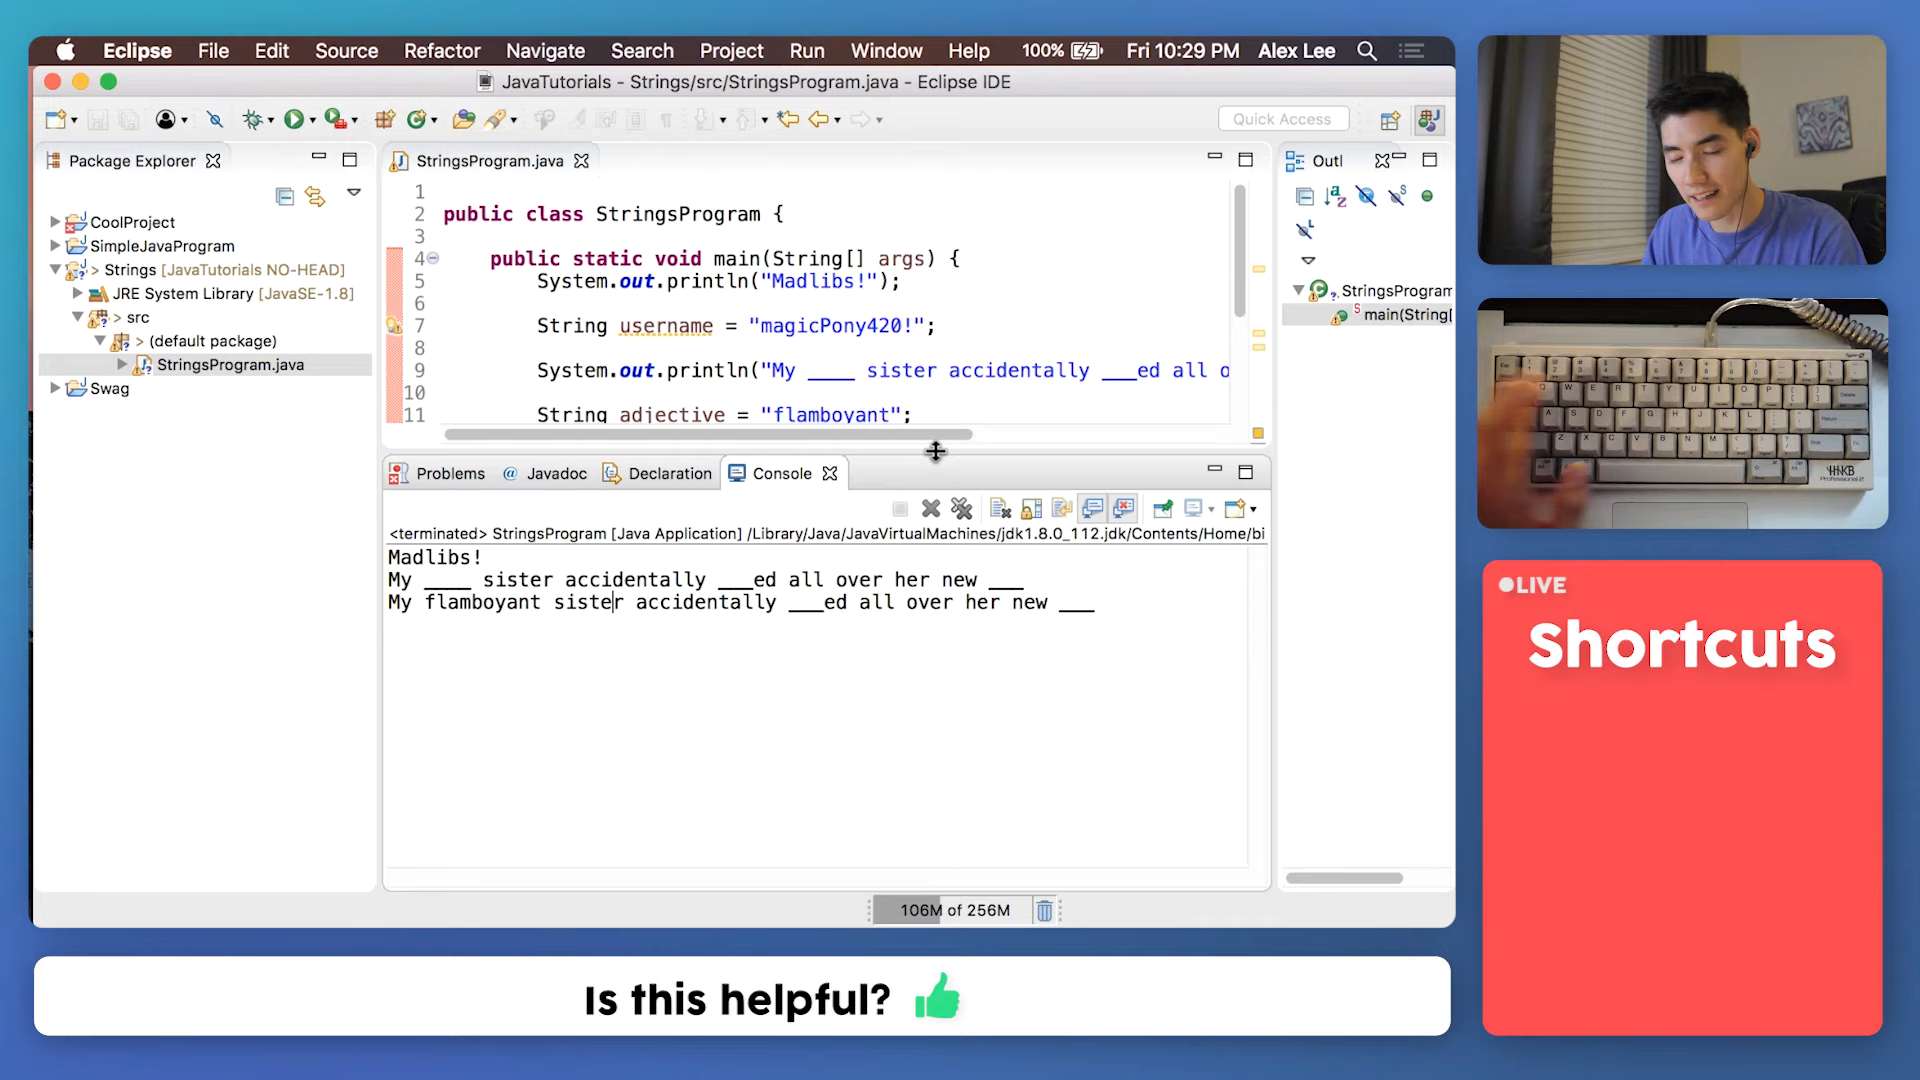 Eclipse File Edit Source Refactor Navigate Search Project Run Window Help 100% Fri 10:29 PM Alex Lee
JavaTutorials - Strings/src/StringsProgram.java - Eclipse IDE
Quick Access
Package Explorer
CoolProject
SimpleJavaProgram
> Strings [JavaTutorials NO-HEAD]
JRE System Library [JavaSE-1.8]
> src
> (default package)
StringsProgram.java
Swag
StringsProgram.java
1
2 public class StringsProgram {
3
4 public static void main(String[] args) {
5 System.out.println("Madlibs!");
6
7 String username = "magicPony420!";
8
9 System.out.println("My ____ sister accidentally ___ed all o
10
11 String adjective = "flamboyant";
Outl
StringsProgram
main(String[
Problems @ Javadoc Declaration Console
<terminated> StringsProgram [Java Application] /Library/Java/JavaVirtualMachines/jdk1.8.0_112.jdk/Contents/Home/bi
Madlibs!
My ____ sister accidentally ___ed all over her new ___
My flamboyant sister accidentally ___ed all over her new ___
106M of 256M
Is this helpful?
HHKB
Professional2
LIVE
Shortcuts